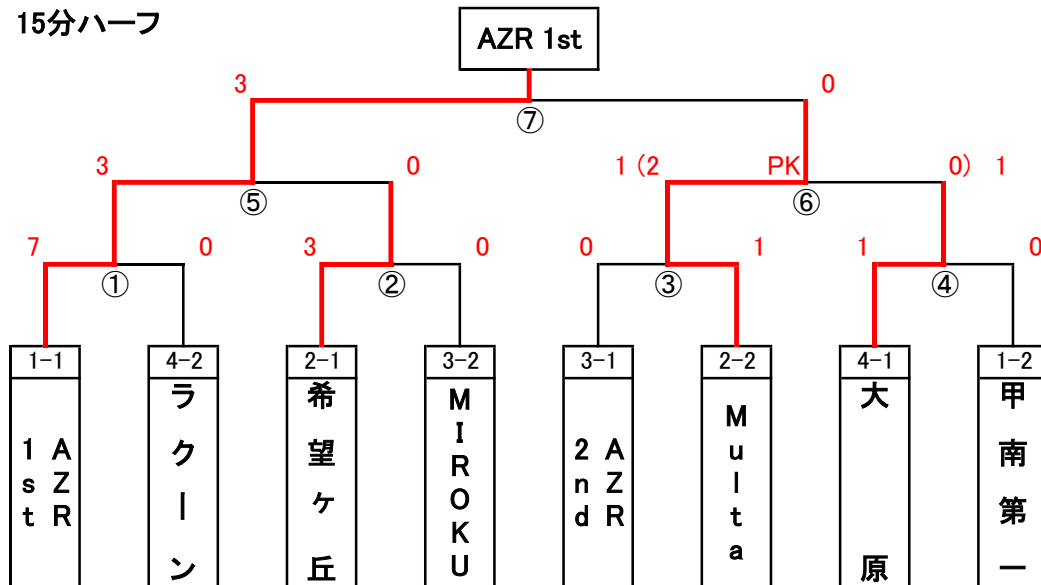 15分ハーフ
AZR 1st
3 0
⑦
3 0 1 (2 PK 0) 1
⑤ ⑥
7 0 3 0 0 1 1 0
① ② ③ ④
1-1 4-2 2-1 3-2 3-1 2-2 4-1 1-2
AZR 1st
ラクーン
希望ヶ丘
MIROKU
AZR 2nd
Multa
大原
甲南第一